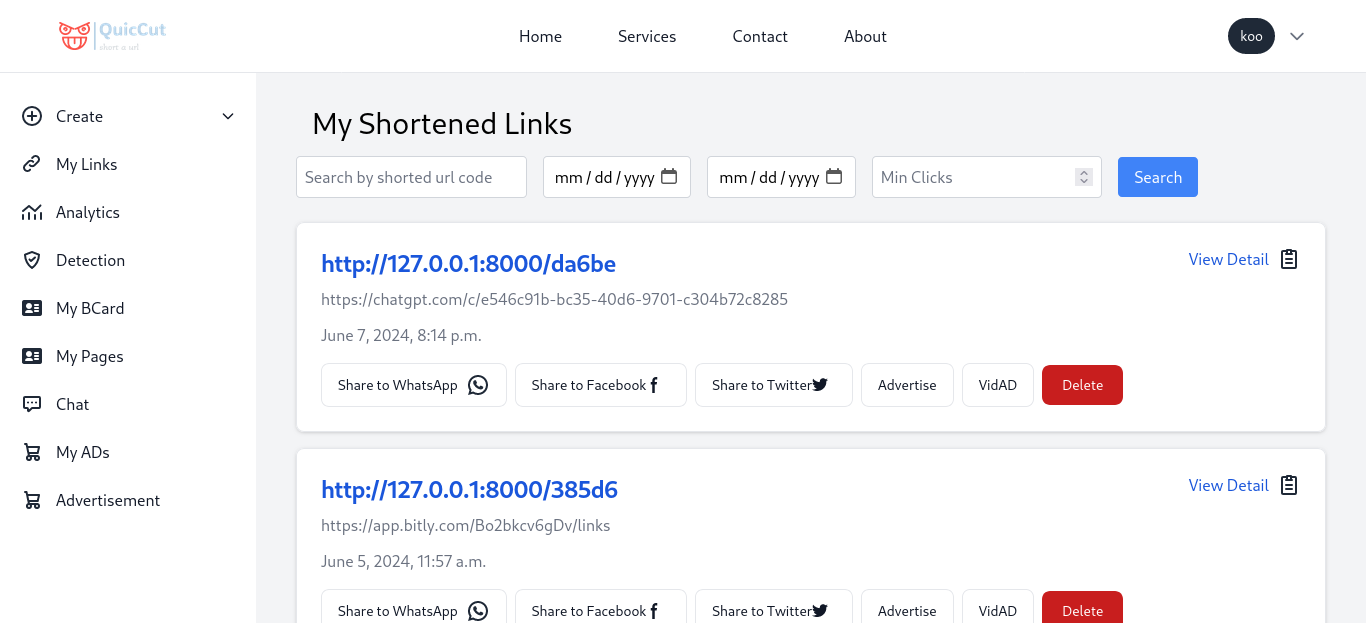 QuicCut
short a url
Home Services Contact About
koo
Create
My Links
Analytics
Detection
My BCard
My Pages
Chat
My ADs
Advertisement
My Shortened Links
Search by shorted url code mm / dd / yyyy mm / dd / yyyy Min Clicks Search
http://127.0.0.1:8000/da6be
View Detail
https://chatgpt.com/c/e546c91b-bc35-40d6-9701-c304b72c8285
June 7, 2024, 8:14 p.m.
Share to WhatsApp Share to Facebook Share to Twitter Advertise VidAD Delete
http://127.0.0.1:8000/385d6
View Detail
https://app.bitly.com/Bo2bkcv6gDv/links
June 5, 2024, 11:57 a.m.
Share to WhatsApp Share to Facebook Share to Twitter Advertise VidAD Delete